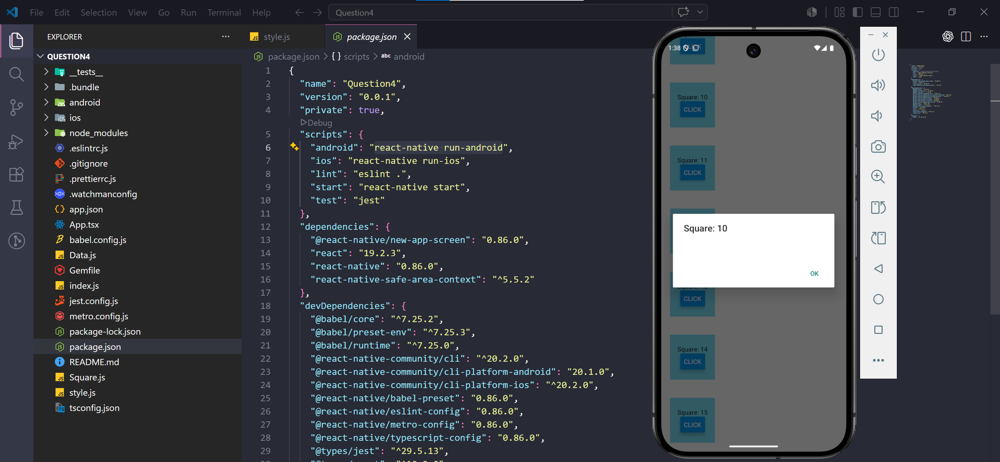 File Edit Selection View Go Run Terminal Help
Question4
EXPLORER
QUESTION4
__tests__
.bundle
android
ios
node_modules
.eslintrc.js
.gitignore
.prettierrc.js
.watchmanconfig
app.json
App.tsx
babel.config.js
Data.js
Gemfile
index.js
jest.config.js
metro.config.js
package-lock.json
package.json
README.md
Square.js
style.js
tsconfig.json
style.js
package.json
package.json > {} scripts > abc android
1 {
2 "name": "Question4",
3 "version": "0.0.1",
4 "private": true,
Debug
5 "scripts": {
6 "android": "react-native run-android",
7 "ios": "react-native run-ios",
8 "lint": "eslint .",
9 "start": "react-native start",
10 "test": "jest"
11 },
12 "dependencies": {
13 "@react-native/new-app-screen": "0.86.0",
14 "react": "19.2.3",
15 "react-native": "0.86.0",
16 "react-native-safe-area-context": "^5.5.2"
17 },
18 "devDependencies": {
19 "@babel/core": "^7.25.2",
20 "@babel/preset-env": "^7.25.3",
21 "@babel/runtime": "^7.25.0",
22 "@react-native-community/cli": "^20.2.0",
23 "@react-native-community/cli-platform-android": "20.1.0",
24 "@react-native-community/cli-platform-ios": "^20.2.0",
25 "@react-native/babel-preset": "0.86.0",
26 "@react-native/eslint-config": "0.86.0",
27 "@react-native/metro-config": "0.86.0",
28 "@react-native/typescript-config": "0.86.0",
29 "@types/jest": "^29.5.13",
1:38
CLICK
Square: 10
CLICK
Square: 11
CLICK
Square: 10
OK
CLICK
Square: 14
CLICK
Square: 15
CLICK